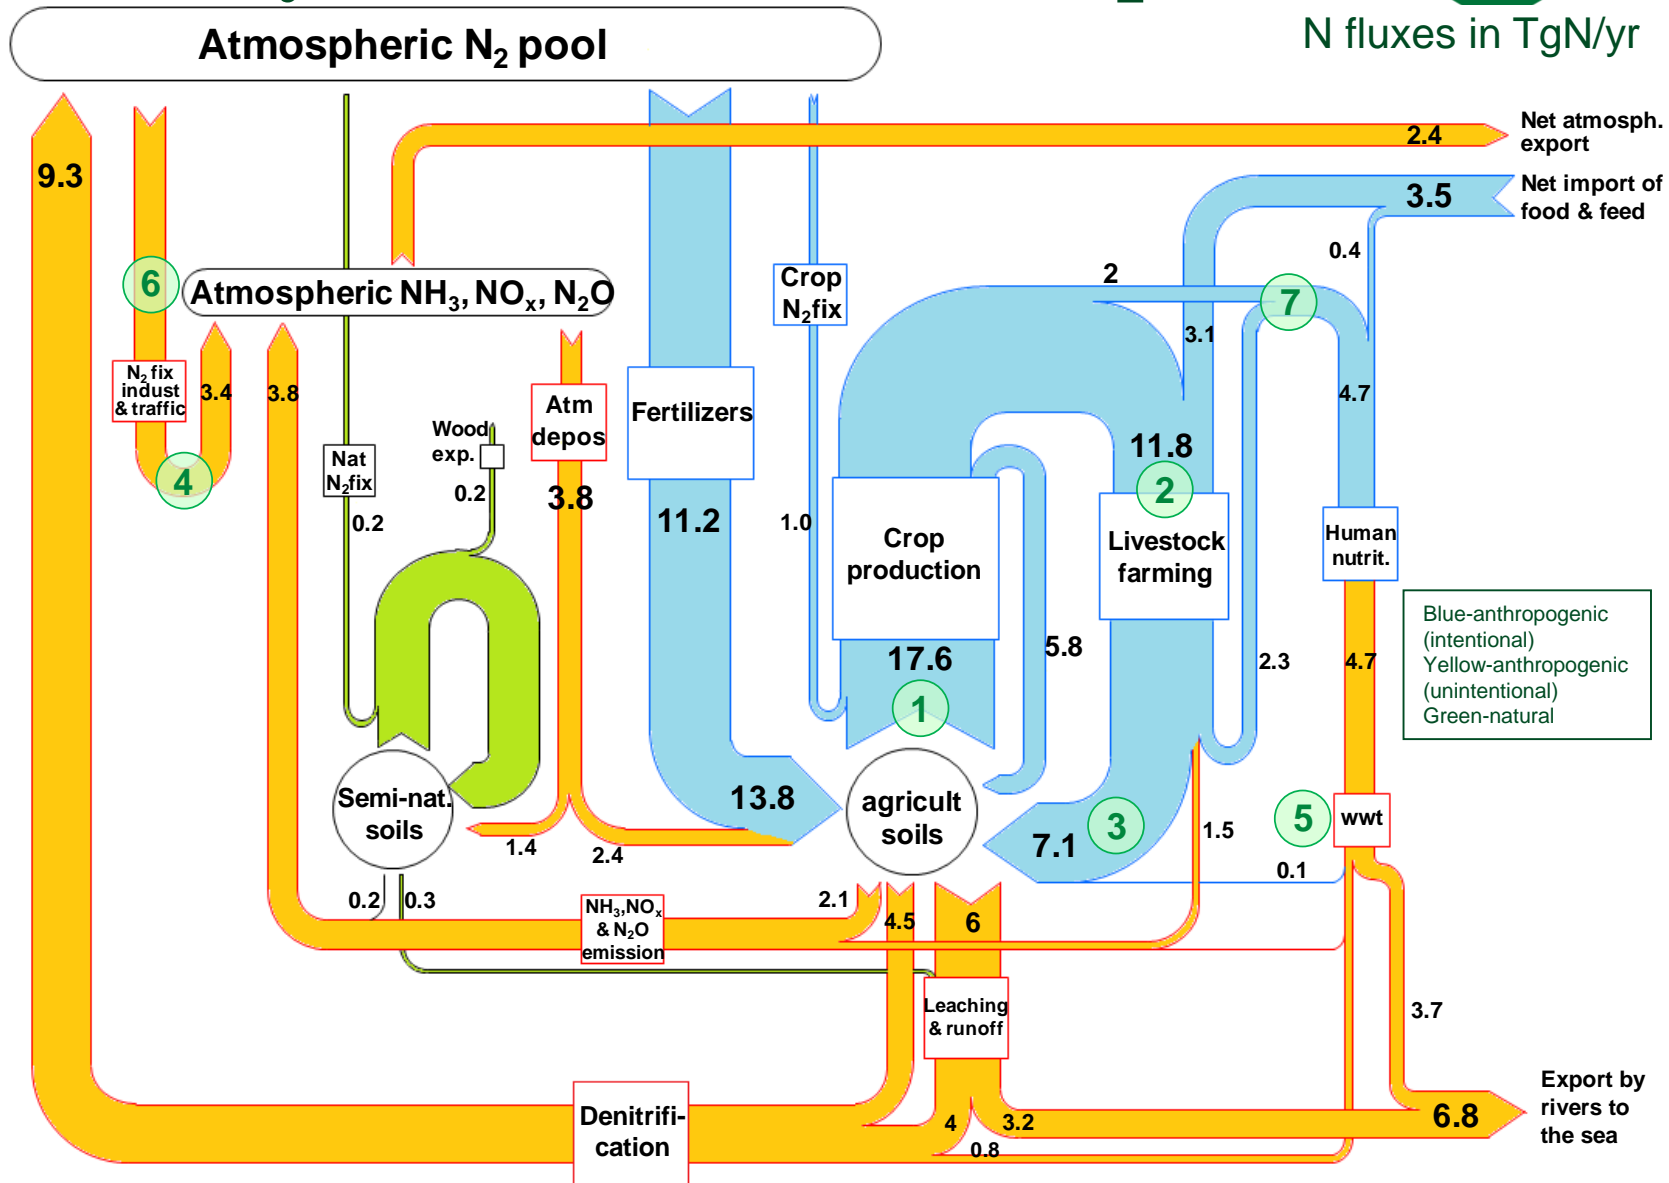 Atmospheric N₂ pool
N fluxes in TgN/yr
9.3
2.4
Net atmosph.
export
3.5
Net import of
food & feed
0.4
6
Atmospheric NH₃, NOₓ, N₂O
Crop
N₂fix
2
7
3.1
N₂ fix
indust
& traffic
3.4
3.8
Atm
depos
Fertilizers
4.7
4
Nat
N₂fix
Wood
exp.
0.2
0.2
3.8
11.2
1.0
11.8
2
Crop
production
Livestock
farming
Human
nutrit.
Blue-anthropogenic
(intentional)
Yellow-anthropogenic
(unintentional)
Green-natural
17.6
5.8
2.3
4.7
1
Semi-nat.
soils
13.8
agricult
soils
7.1
3
1.5
5
wwt
1.4
2.4
0.1
0.2
0.3
NH₃,NOₓ
& N₂O
emission
2.1
4.5
6
Leaching
& runoff
3.7
Denitrifi-
cation
4
3.2
0.8
6.8
Export by
rivers to
the sea